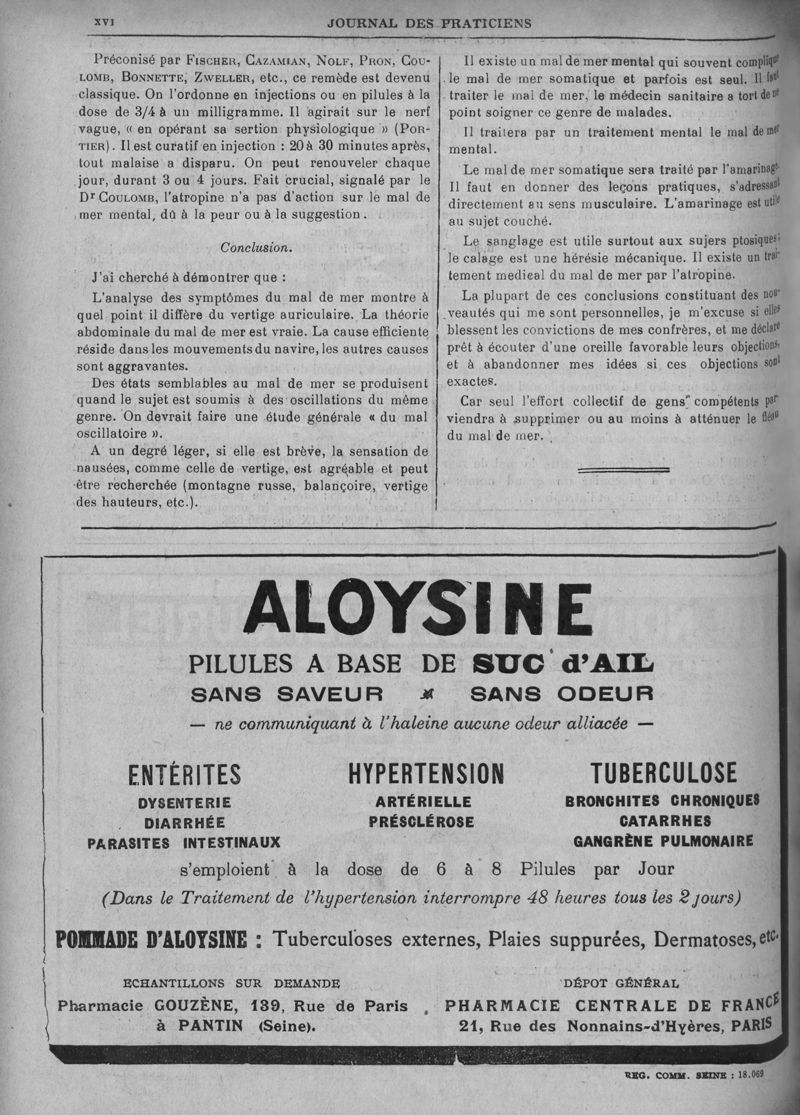 XVI
JOURNAL DES PRATICIENS
Préconisé par FISCHER, CAZAMIAN, NOLF, PRON, COU-
LOMB, BONNETTE, ZWELLER, etc., ce remède est devenu
classique. On l'ordonne en injections ou en pilules à la
dose de 3/4 à un milligramme. Il agirait sur le nerf
vague, « en opérant sa sertion physiologique » (POR-
TIER). Il est curatif en injection : 20 à 30 minutes après,
tout malaise a disparu. On peut renouveler chaque
jour, durant 3 ou 4 jours. Fait crucial, signalé par le
Dr COULOMB, l'atropine n'a pas d'action sur le mal de
mer mental, dû à la peur ou à la suggestion.
Conclusion.
J'ai cherché à démontrer que :
L'analyse des symptômes du mal de mer montre à
quel point il diffère du vertige auriculaire. La théorie
abdominale du mal de mer est vraie. La cause efficiente
réside dans les mouvements du navire, les autres causes
sont aggravantes.
Des états semblables au mal de mer se produisent
quand le sujet est soumis à des oscillations du même
genre. On devrait faire une étude générale « du mal
oscillatoire ».
A un degré léger, si elle est brève, la sensation de
nausées, comme celle de vertige, est agréable et peut
être recherchée (montagne russe, balançoire, vertige
des hauteurs, etc.).
Il existe un mal de mer mental qui souvent complique
le mal de mer somatique et parfois est seul. Il faut
traiter le mal de mer, le médecin sanitaire a tort de ne
point soigner ce genre de malades.
Il traitera par un traitement mental le mal de mer
mental.
Le mal de mer somatique sera traité par l'amarinage.
Il faut en donner des leçons pratiques, s'adressant
directement au sens musculaire. L'amarinage est utile
au sujet couché.
Le sanglage est utile surtout aux sujers ptosiques;
le calage est une hérésie mécanique. Il existe un trai-
tement medical du mal de mer par l'atropine.
La plupart de ces conclusions constituant des nou-
veautés qui me sont personnelles, je m'excuse si elles
blessent les convictions de mes confrères, et me déclare
prêt à écouter d'une oreille favorable leurs objections,
et à abandonner mes idées si ces objections sont
exactes.
Car seul l'effort collectif de gens compétents par
viendra à supprimer ou au moins à atténuer le fléau
du mal de mer.
ALOYSINE
PILULES A BASE DE SUC d'AIL
SANS SAVEUR SANS ODEUR
— ne communiquant à l'haleine aucune odeur alliacée —
ENTÉRITES
DYSENTERIE
DIARRHÉE
PARASITES INTESTINAUX
HYPERTENSION
ARTÉRIELLE
PRÉSCLÉROSE
TUBERCULOSE
BRONCHITES CHRONIQUES
CATARRHES
GANGRÈNE PULMONAIRE
s'emploient à la dose de 6 à 8 Pilules par Jour
(Dans le Traitement de l'hypertension interrompre 48 heures tous les 2 jours)
POMMADE D'ALOYSINE : Tuberculoses externes, Plaies suppurées, Dermatoses, etc.
ECHANTILLONS SUR DEMANDE
Pharmacie GOUZÈNE, 139, Rue de Paris
à PANTIN (Seine).
DÉPOT GÉNÉRAL
PHARMACIE CENTRALE DE FRANCE
21, Rue des Nonnains-d'Hyères, PARIS
REG. COMM. SEINE : 18.069